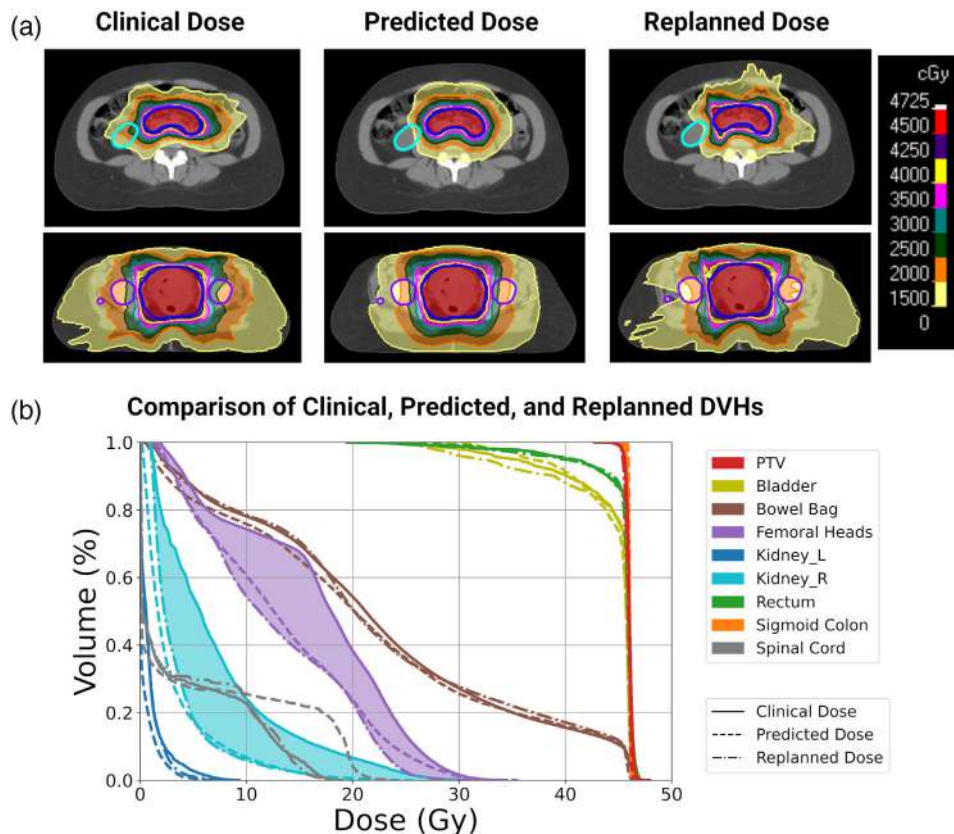 (a)
Clinical Dose
Predicted Dose
Replanned Dose
cGy
4725
4500
4250
4000
3500
3000
2500
2000
1500
0
(b)
Comparison of Clinical, Predicted, and Replanned DVHs
Volume (%)
1.0
0.8
0.6
0.4
0.2
0.0
0
10
20
30
40
50
Dose (Gy)
PTV
Bladder
Bowel Bag
Femoral Heads
Kidney_L
Kidney_R
Rectum
Sigmoid Colon
Spinal Cord
Clinical Dose
Predicted Dose
Replanned Dose